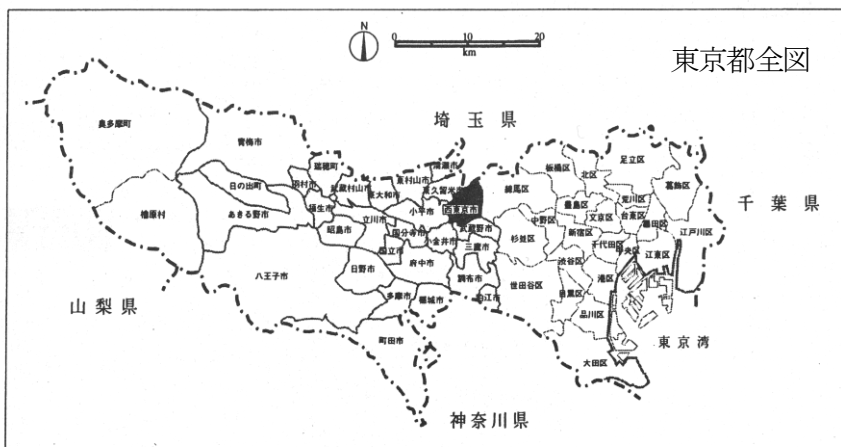 N
0 10 20
km
東京都全図
埼玉県
千葉県
山梨県
神奈川県
東京湾
奥多摩町
青梅市
瑞穂町
清瀬市
東村山市
武蔵村山市
東大和市
東久留米市
羽村市
日の出町
福生市
あきる野市
檜原村
昭島市
立川市
小平市
西東京市
国分寺市
小金井市
武蔵野市
三鷹市
国立市
府中市
日野市
八王子市
調布市
狛江市
多摩市
稲城市
町田市
板橋区
北区
足立区
葛飾区
練馬区
荒川区
豊島区
文京区
台東区
墨田区
江戸川区
中野区
新宿区
杉並区
千代田区
中央区
江東区
渋谷区
港区
世田谷区
目黒区
品川区
大田区